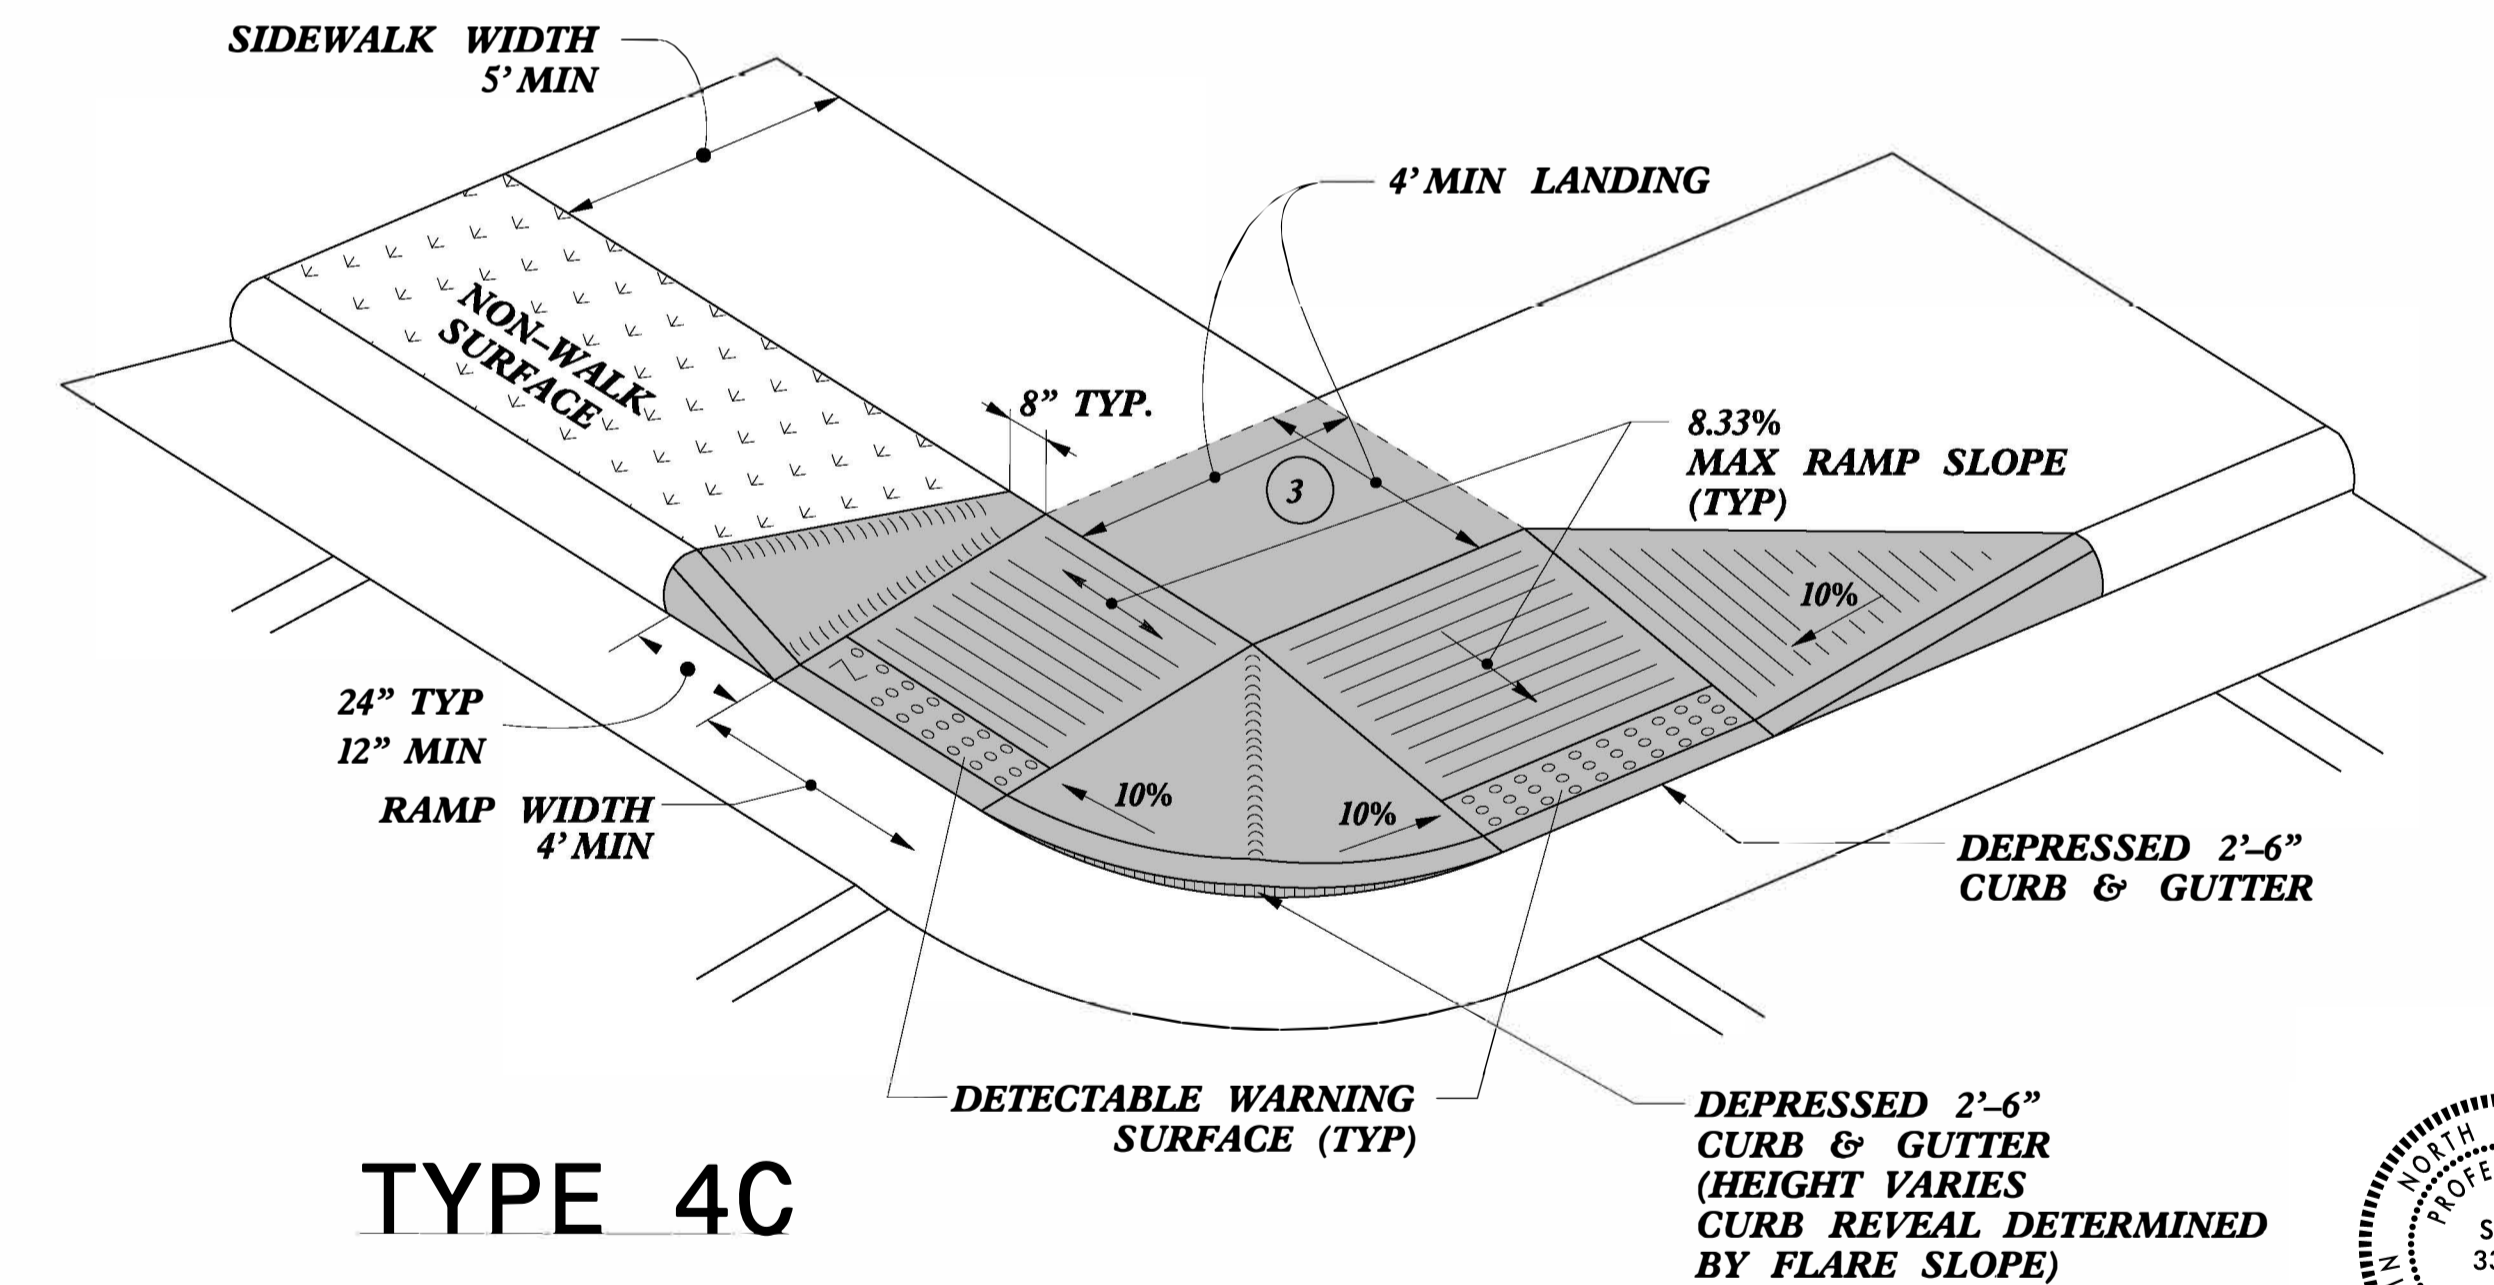 SIDEWALK WIDTH
5' MIN
4' MIN LANDING
NON-WALK
SURFACE
8" TYP.
8.33%
MAX RAMP SLOPE
(TYP)
3
10%
24" TYP
12" MIN
RAMP WIDTH
4' MIN
10%
10%
DEPRESSED 2'-6"
CURB & GUTTER
DETECTABLE WARNING
SURFACE (TYP)
DEPRESSED 2'-6"
CURB & GUTTER
(HEIGHT VARIES
CURB REVEAL DETERMINED
BY FLARE SLOPE)
TYPE 4C
NORTH